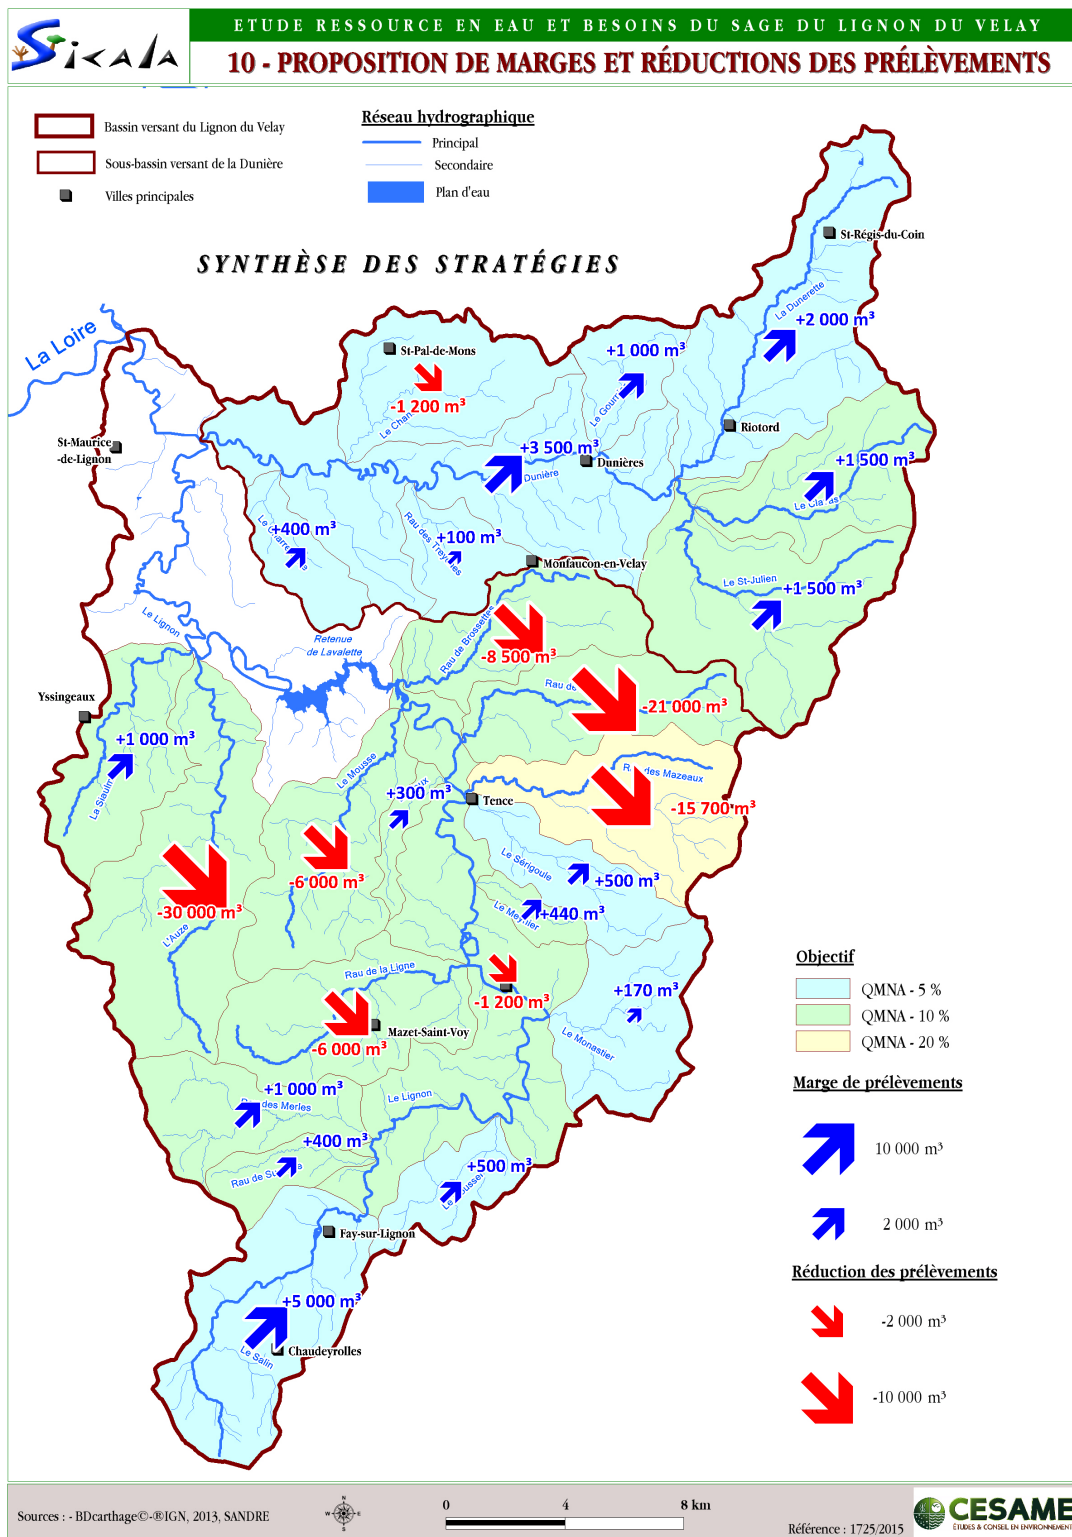 Sicala
ETUDE RESSOURCE EN EAU ET BESOINS DU SAGE DU LIGNON DU VELAY
10 - PROPOSITION DE MARGES ET RÉDUCTIONS DES PRÉLÈVEMENTS
Bassin versant du Lignon du Velay
Sous-bassin versant de la Dunière
Villes principales
Réseau hydrographique
Principal
Secondaire
Plan d'eau
SYNTHÈSE DES STRATÉGIES
St-Régis-du-Coin
La Dunerette
+2 000 m³
La Loire
St-Pal-de-Mons
-1 200 m³
+1 000 m³
Riotord
St-Maurice
-de-Lignon
+3 500 m³
Dunières
Dunière
+1 500 m³
+400 m³
+100 m³
Monfaucon-en-Velay
Le St-Julien
+1 500 m³
Le Lignon
Retenue
de Lavalette
Rau de Brossettes
-8 500 m³
Rau de
-21 000 m³
Yssingeaux
+1 000 m³
Le Mousse
Rau des Mazeaux
-15 700 m³
+300 m³
Tence
-6 000 m³
Le Sérigoule
+500 m³
-30 000 m³
+440 m³
L'Auze
Rau de la Ligne
-1 200 m³
+170 m³
Mazet-Saint-Voy
-6 000 m³
Le Monastier
+1 000 m³
des Merles
Le Lignon
+400 m³
Rau de
+500 m³
Fay-sur-Lignon
+5 000 m³
Le Salin
Chaudeyrolles
Objectif
QMNA - 5 %
QMNA - 10 %
QMNA - 20 %
Marge de prélèvements
10 000 m³
2 000 m³
Réduction des prélèvements
-2 000 m³
-10 000 m³
Sources : - BDcarthage©-®IGN, 2013, SANDRE
N
W
E
S
0 4 8 km
Référence : 1725/2015
CESAME
ÉTUDES & CONSEIL EN ENVIRONNEMENT